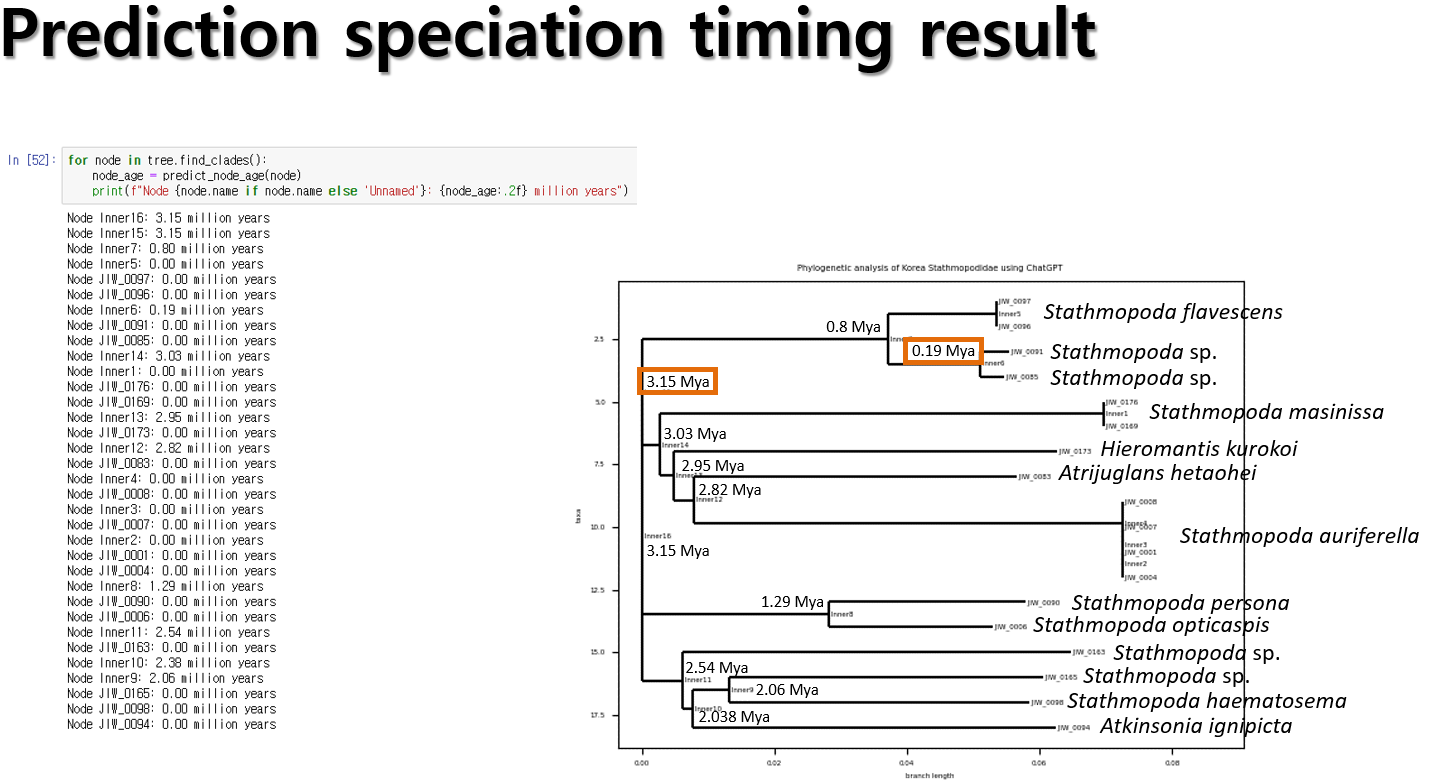 Prediction speciation timing result
In [52]:
for node in tree.find_clades():
node_age = predict_node_age(node)
print(f"Node {node.name if node.name else 'Unnamed'}: {node_age:.2f} million years")
Node Inner16: 3.15 million years
Node Inner15: 3.15 million years
Node Inner7: 0.80 million years
Node Inner5: 0.00 million years
Node JIW_0097: 0.00 million years
Node JIW_0096: 0.00 million years
Node Inner6: 0.19 million years
Node JIW_0091: 0.00 million years
Node JIW_0085: 0.00 million years
Node Inner14: 3.03 million years
Node Inner1: 0.00 million years
Node JIW_0176: 0.00 million years
Node JIW_0169: 0.00 million years
Node Inner13: 2.95 million years
Node JIW_0173: 0.00 million years
Node Inner12: 2.82 million years
Node JIW_0083: 0.00 million years
Node Inner4: 0.00 million years
Node JIW_0008: 0.00 million years
Node Inner3: 0.00 million years
Node JIW_0007: 0.00 million years
Node Inner2: 0.00 million years
Node JIW_0001: 0.00 million years
Node JIW_0004: 0.00 million years
Node Inner8: 1.29 million years
Node JIW_0090: 0.00 million years
Node JIW_0006: 0.00 million years
Node Inner11: 2.54 million years
Node JIW_0163: 0.00 million years
Node Inner10: 2.38 million years
Node Inner9: 2.06 million years
Node JIW_0165: 0.00 million years
Node JIW_0098: 0.00 million years
Node JIW_0094: 0.00 million years
Phylogenetic analysis of Korea Stathmopodidae using ChatGPT
JIW_0097
Inner5
Stathmopoda flavescens
JIW_0096
0.8 Mya
2.5
0.19 Mya
JIW_0091
Stathmopoda sp.
Inner6
JIW_0085
Stathmopoda sp.
3.15 Mya
5.0
JIW_0176
Inner1
Stathmopoda masinissa
JIW_0169
3.03 Mya
Inner14
JIW_0173
Hieromantis kurokoi
7.5
2.95 Mya
JIW_0083
Atrijuglans hetaohei
2.82 Mya
Inner12
JIW_0008
Inner4
JIW_0007
10.0
taxa
Inner16
Inner3
Stathmopoda auriferella
3.15 Mya
JIW_0001
Inner2
JIW_0004
12.5
1.29 Mya
JIW_0090
Stathmopoda persona
Inner8
JIW_0006
Stathmopoda opticaspis
15.0
JIW_0163
Stathmopoda sp.
2.54 Mya
Inner11
JIW_0165
Stathmopoda sp.
Inner9
2.06 Mya
JIW_0098
Stathmopoda haematosema
Inner10
17.5
2.038 Mya
JIW_0094
Atkinsonia ignipicta
0.00
0.02
0.04
0.06
0.08
branch length